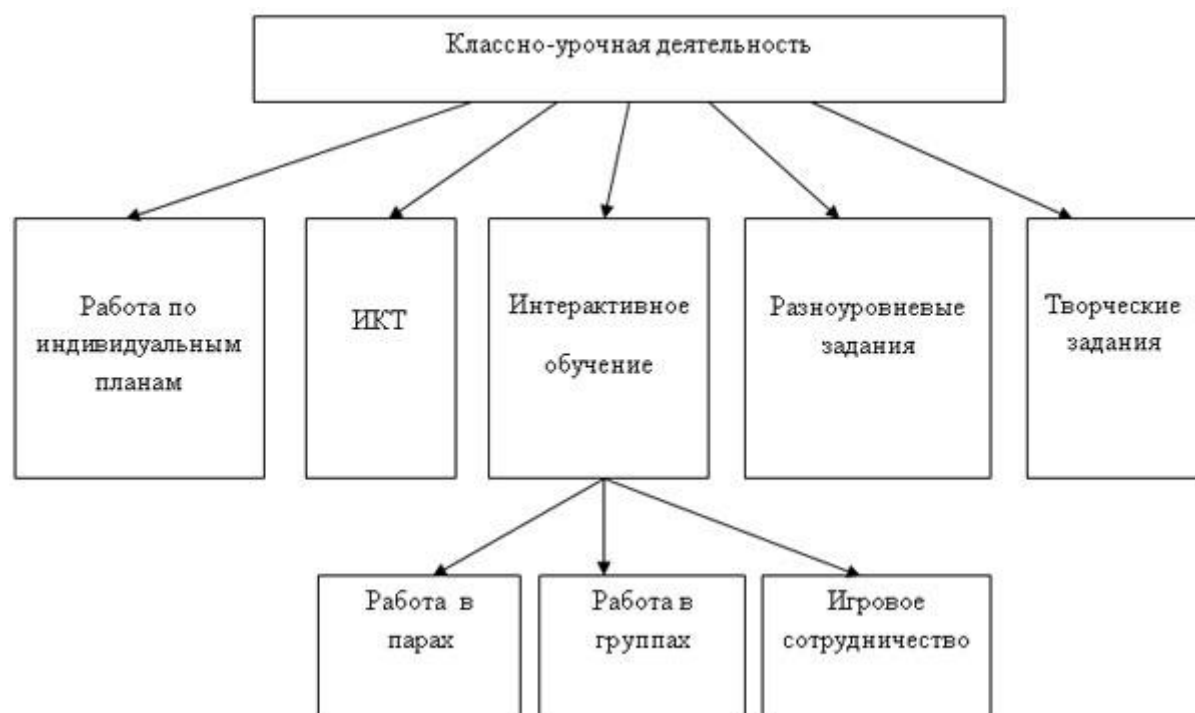 Классно-урочная деятельность
Работа по
индивидуальным
планам
ИКТ
Интерактивное
обучение
Разноуровневые
задания
Творческие
задания
Работа в
парах
Работа в
группах
Игровое
сотрудничество